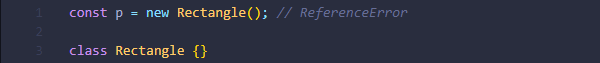 1 const p = new Rectangle(); // ReferenceError
2
3 class Rectangle {}